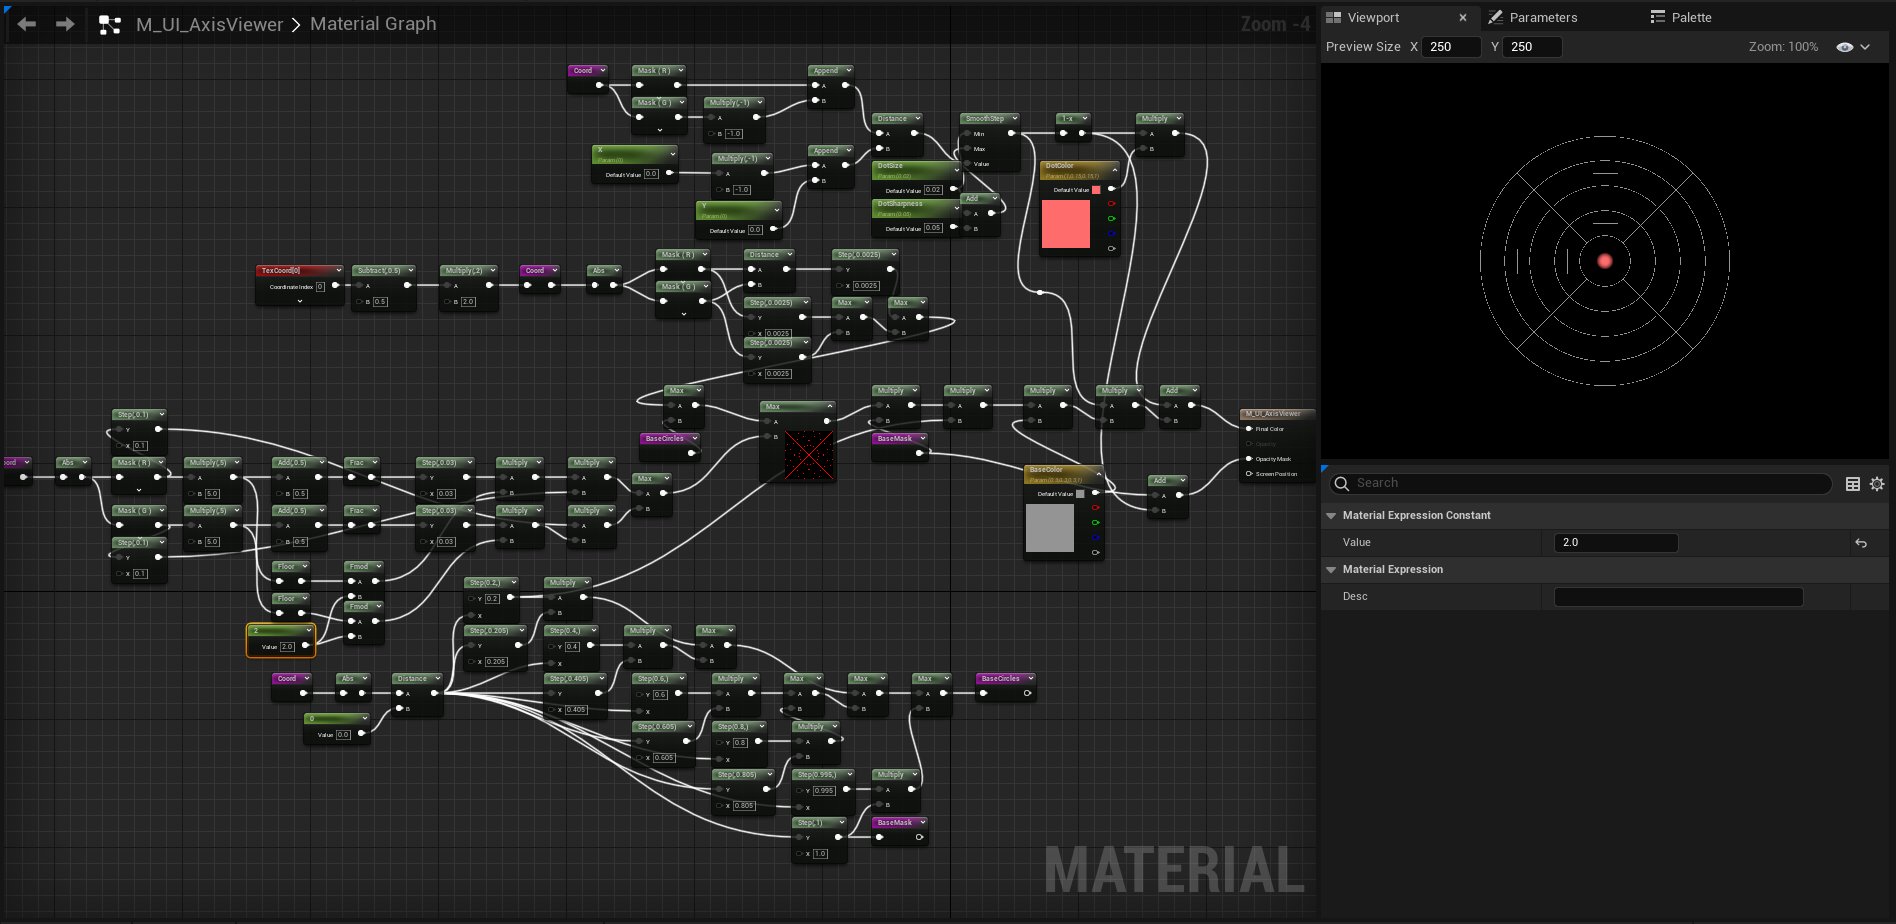 M_UI_AxisViewer > Material Graph
Zoom -4
Coord
Mask ( R )
Append
A
B
Mask ( G )
Multiply(,-1)
A
B -1.0
X
Param (0)
Default Value 0.0
Multiply(,-1)
A
B -1.0
Append
A
B
Y
Param (0)
Default Value 0.0
Distance
A
B
SmoothStep
Min
Max
Value
1-x
Multiply
A
B
DotSize
Param (0.02)
Default Value 0.02
DotSharpness
Param (0.05)
Default Value 0.05
Add
A
B
DotColor
Default Value
TexCoord[0]
Coordinate Index 0
Subtract(,0.5)
A
B 0.5
Multiply(,2)
A
B 2.0
Coord
Abs
Mask ( R )
Mask ( G )
Distance
A
B
Step(,0.0025)
Y
X 0.0025
Step(,0.0025)
Y
X 0.0025
Max
A
B
Max
A
B
Step(,0.0025)
Y
X 0.0025
Max
A
B
BaseCircles
Max
A
B
Multiply
A
B
Multiply
A
B
Multiply
A
B
Multiply
A
B
Add
A
B
BaseMask
M_UI_AxisViewer
Final Color
Opacity
Opacity Mask
Screen Position
BaseColor
Default Value
Add
A
B
Step(,0.1)
Y
X 0.1
Abs
Mask ( R )
Multiply(,5)
A
B 5.0
Add(,0.5)
A
B 0.5
Frac
Step(,0.03)
Y
X 0.03
Multiply
A
B
Multiply
A
B
Max
A
B
Mask ( G )
Multiply(,5)
A
B 5.0
Add(,0.5)
A
B 0.5
Frac
Step(,0.03)
Y
X 0.03
Multiply
A
B
Multiply
A
B
Step(,0.1)
Y
X 0.1
Floor
Fmod
A
B
Floor
Fmod
A
B
2
Value 2.0
Step(0.2,)
Y 0.2
X
Multiply
A
B
Step(,0.205)
Y
X 0.205
Step(0.4,)
Y 0.4
X
Multiply
A
B
Max
A
B
Coord
Abs
Distance
A
B
0
Value 0.0
Step(,0.405)
Y
X 0.405
Step(0.6,)
Y 0.6
X
Multiply
A
B
Max
A
B
Max
A
B
Max
A
B
BaseCircles
Step(,0.605)
Y
X 0.605
Step(0.8,)
Y 0.8
X
Multiply
A
B
Step(,0.805)
Y
X 0.805
Step(0.995,)
Y 0.995
X
Multiply
A
B
Step(,1)
Y
X 1.0
BaseMask
MATERIAL
Viewport
Parameters
Palette
Preview Size X 250 Y 250
Zoom: 100%
Search
Material Expression Constant
Value 2.0
Material Expression
Desc